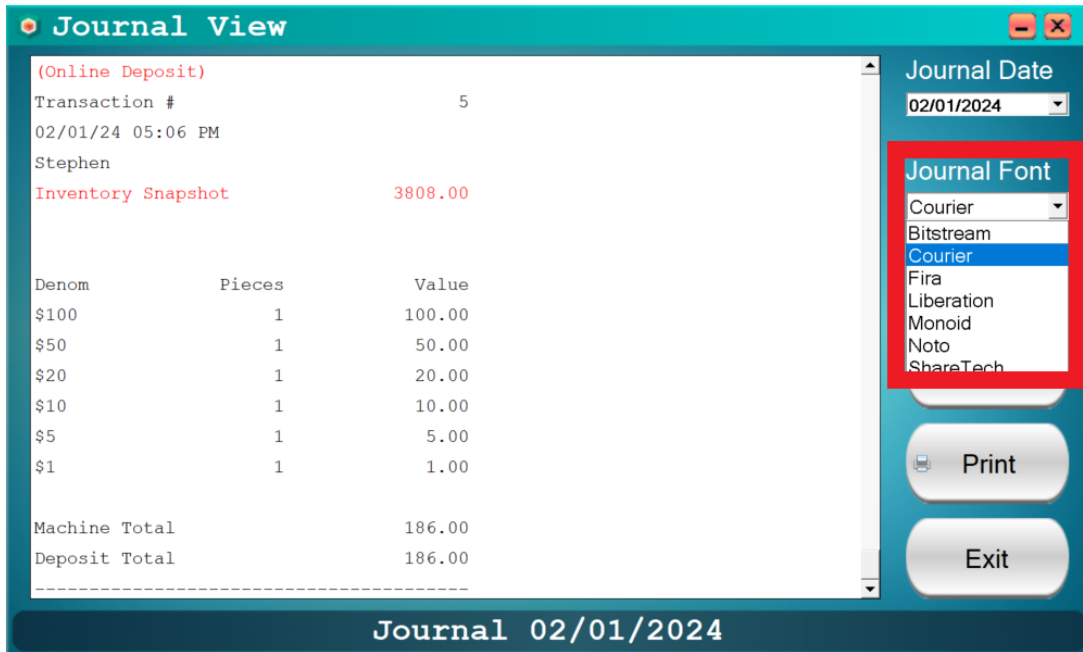 Journal View
(Online Deposit)
Transaction # 5
02/01/24 05:06 PM
Stephen
Inventory Snapshot 3808.00
Denom Pieces Value
$100 1 100.00
$50 1 50.00
$20 1 20.00
$10 1 10.00
$5 1 5.00
$1 1 1.00
Machine Total 186.00
Deposit Total 186.00
----------------------------------------
Journal Date
02/01/2024
Journal Font
Courier
Bitstream
Courier
Fira
Liberation
Monoid
Noto
ShareTech
Print
Exit
Journal 02/01/2024